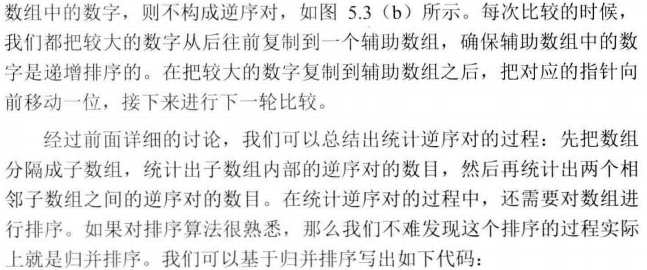 数组中的数字，则不构成逆序对，如图 5.3（b）所示。每次比较的时候，
我们都把较大的数字从后往前复制到一个辅助数组，确保辅助数组中的数
字是递增排序的。在把较大的数字复制到辅助数组之后，把对应的指针向
前移动一位，接下来进行下一轮比较。
经过前面详细的讨论，我们可以总结出统计逆序对的过程：先把数组
分隔成子数组，统计出子数组内部的逆序对的数目，然后再统计出两个相
邻子数组之间的逆序对的数目。在统计逆序对的过程中，还需要对数组进
行排序。如果对排序算法很熟悉，那么我们不难发现这个排序的过程实际
上就是归并排序。我们可以基于归并排序写出如下代码：